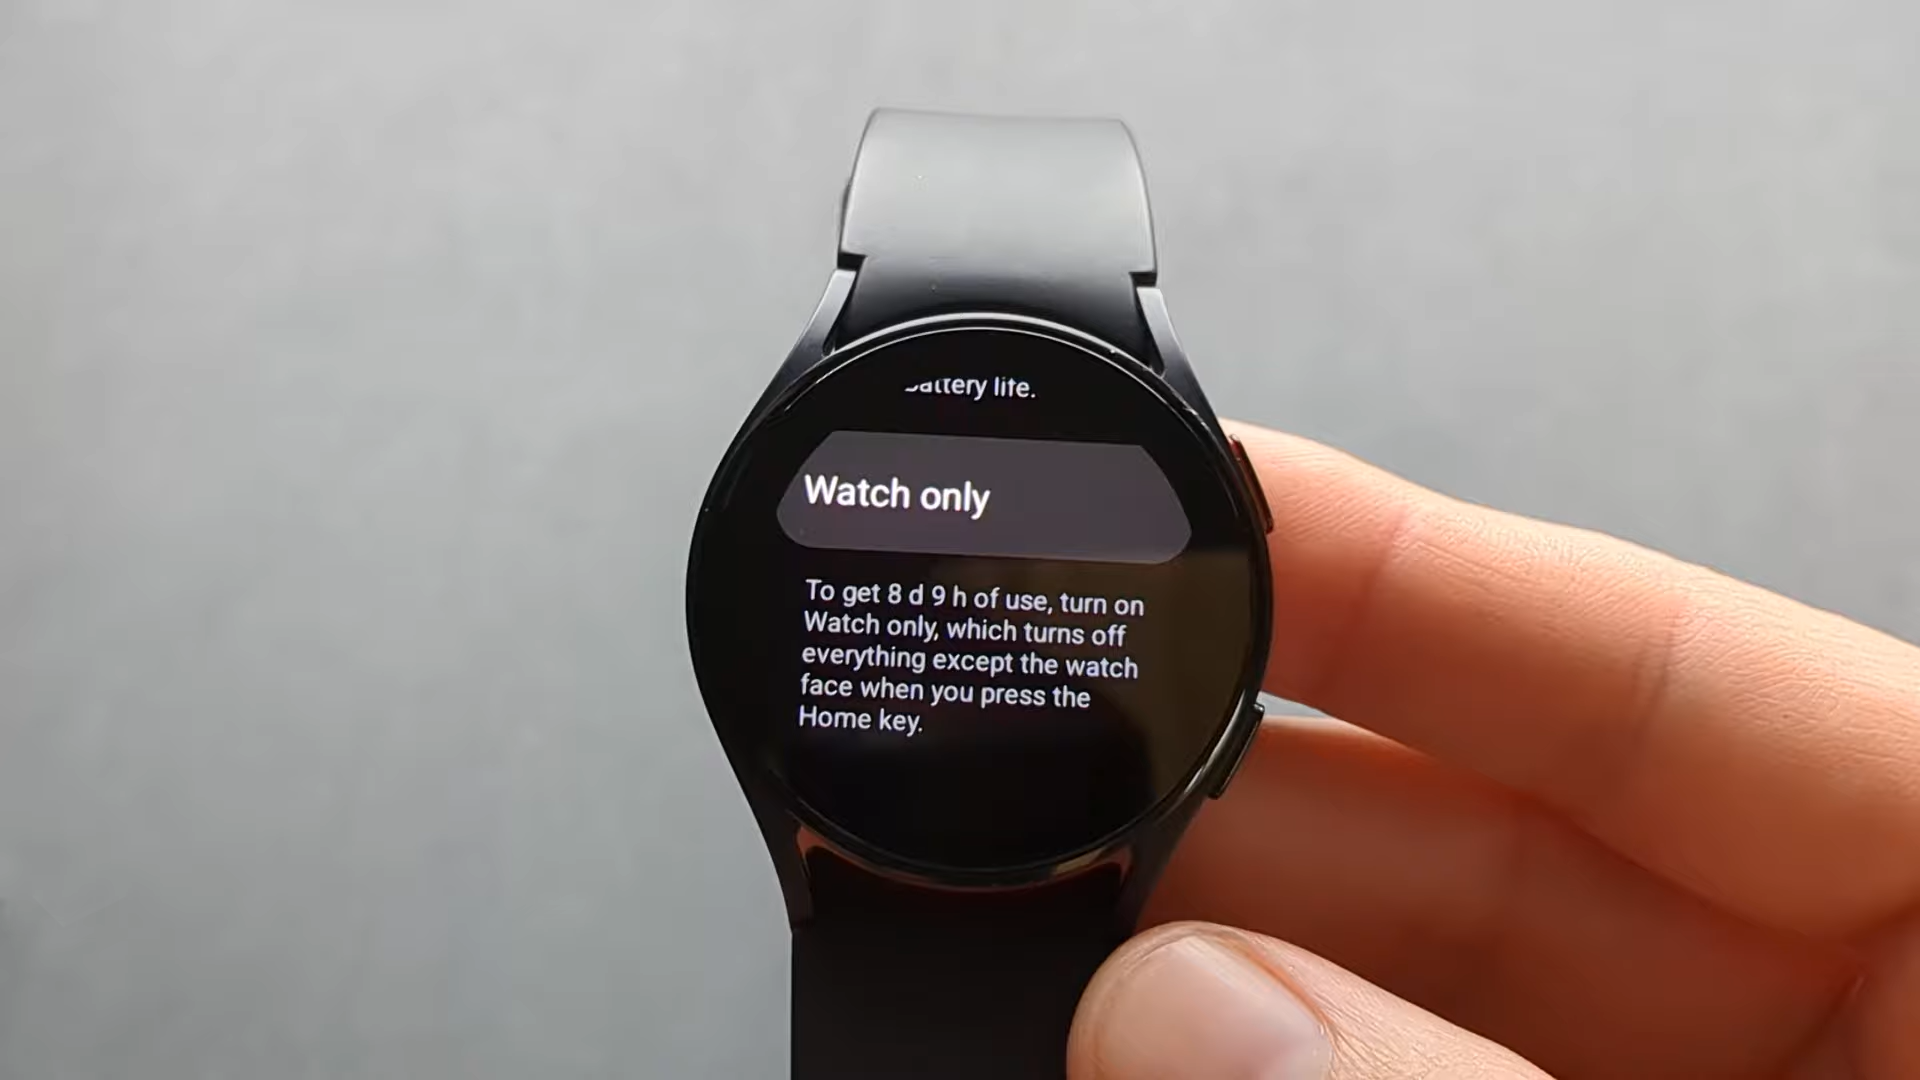 battery life.
Watch only
To get 8 d 9 h of use, turn on
Watch only, which turns off
everything except the watch
face when you press the
Home key.